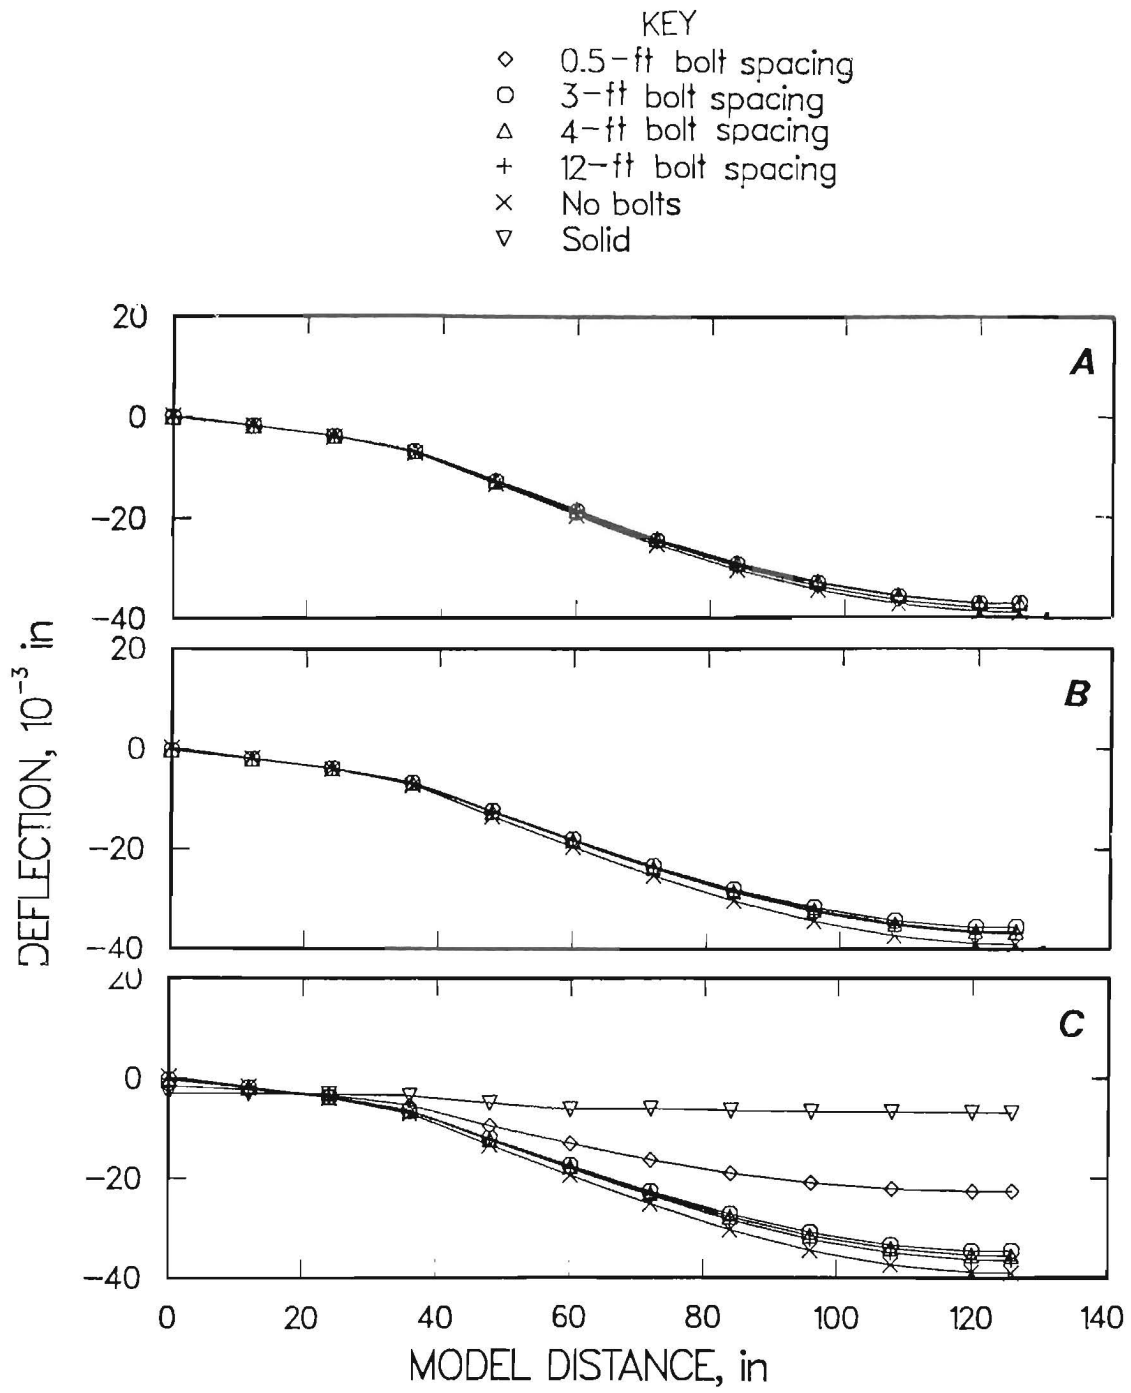 KEY
◇ 0.5-ft bolt spacing
○ 3-ft bolt spacing
△ 4-ft bolt spacing
+ 12-ft bolt spacing
× No bolts
▽ Solid
20
A
0
-20
-40
20
B
0
-20
-40
20
C
0
-20
-40
0 20 40 60 80 100 120 140
DEFLECTION, 10⁻³ in
MODEL DISTANCE, in